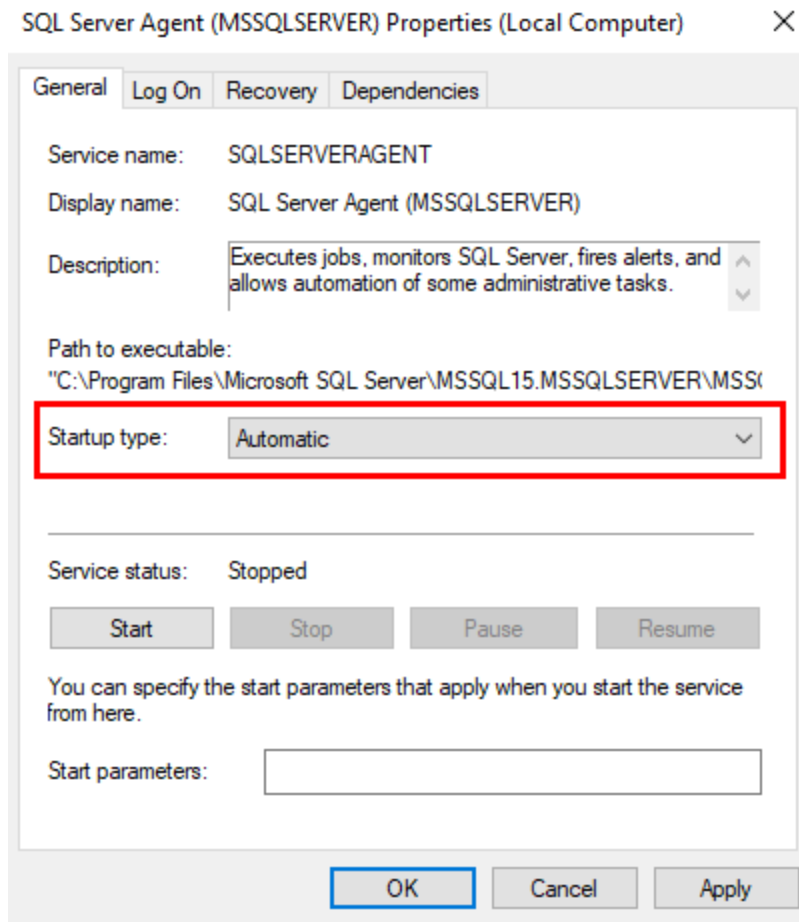 SQL Server Agent (MSSQLSERVER) Properties (Local Computer)
General Log On Recovery Dependencies
Service name: SQLSERVERAGENT
Display name: SQL Server Agent (MSSQLSERVER)
Description: Executes jobs, monitors SQL Server, fires alerts, and
allows automation of some administrative tasks.
Path to executable:
"C:\Program Files\Microsoft SQL Server\MSSQL15.MSSQLSERVER\MSSQ
Startup type: Automatic
Service status: Stopped
Start Stop Pause Resume
You can specify the start parameters that apply when you start the service
from here.
Start parameters:
OK Cancel Apply